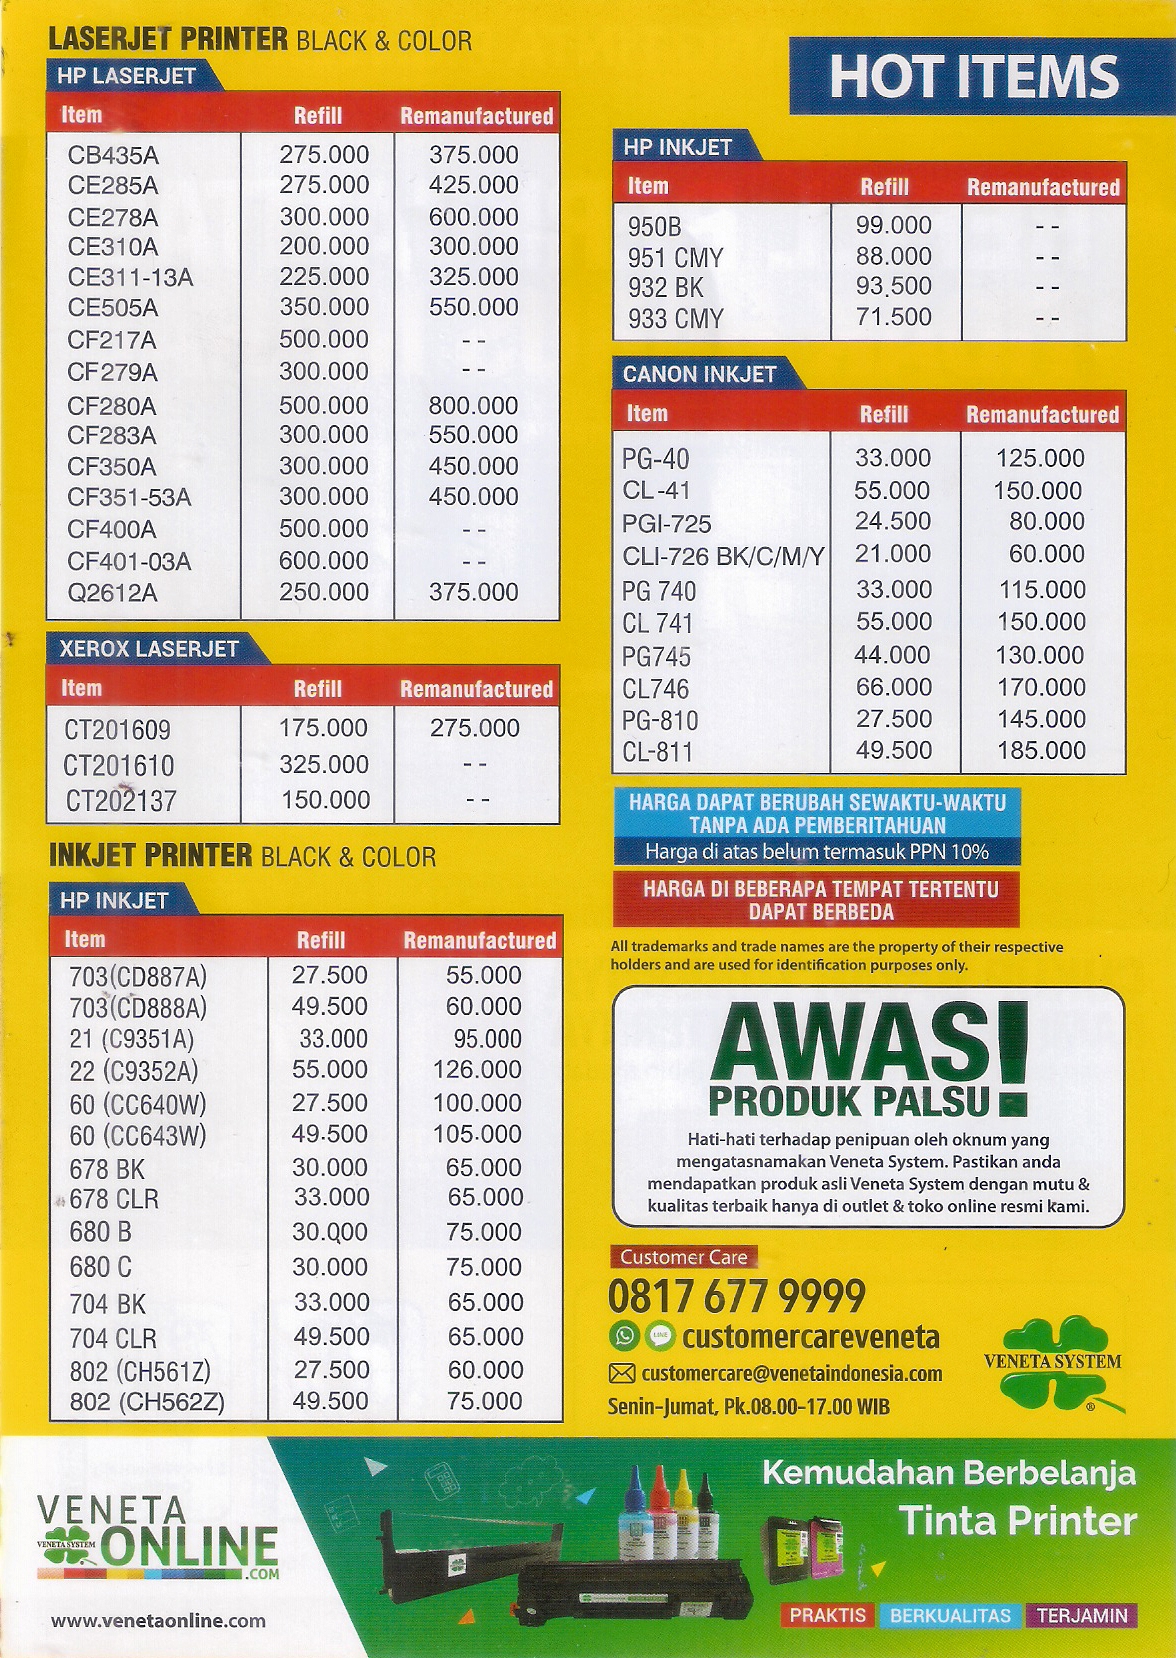 LASERJET PRINTER BLACK & COLOR
HP LASERJET
Item Refill Remanufactured
CB435A 275.000 375.000
CE285A 275.000 425.000
CE278A 300.000 600.000
CE310A 200.000 300.000
CE311-13A 225.000 325.000
CE505A 350.000 550.000
CF217A 500.000 --
CF279A 300.000 --
CF280A 500.000 800.000
CF283A 300.000 550.000
CF350A 300.000 450.000
CF351-53A 300.000 450.000
CF400A 500.000 --
CF401-03A 600.000 --
Q2612A 250.000 375.000
XEROX LASERJET
Item Refill Remanufactured
CT201609 175.000 275.000
CT201610 325.000 --
CT202137 150.000 --
INKJET PRINTER BLACK & COLOR
HP INKJET
Item Refill Remanufactured
703(CD887A) 27.500 55.000
703(CD888A) 49.500 60.000
21 (C9351A) 33.000 95.000
22 (C9352A) 55.000 126.000
60 (CC640W) 27.500 100.000
60 (CC643W) 49.500 105.000
678 BK 30.000 65.000
678 CLR 33.000 65.000
680 B 30.000 75.000
680 C 30.000 75.000
704 BK 33.000 65.000
704 CLR 49.500 65.000
802 (CH561Z) 27.500 60.000
802 (CH562Z) 49.500 75.000
HOT ITEMS
HP INKJET
Item Refill Remanufactured
950B 99.000 --
951 CMY 88.000 --
932 BK 93.500 --
933 CMY 71.500 --
CANON INKJET
Item Refill Remanufactured
PG-40 33.000 125.000
CL-41 55.000 150.000
PGI-725 24.500 80.000
CLI-726 BK/C/M/Y 21.000 60.000
PG 740 33.000 115.000
CL 741 55.000 150.000
PG745 44.000 130.000
CL746 66.000 170.000
PG-810 27.500 145.000
CL-811 49.500 185.000
HARGA DAPAT BERUBAH SEWAKTU-WAKTU
TANPA ADA PEMBERITAHUAN
Harga di atas belum termasuk PPN 10%
HARGA DI BEBERAPA TEMPAT TERTENTU
DAPAT BERBEDA
All trademarks and trade names are the property of their respective
holders and are used for identification purposes only.
AWAS!
PRODUK PALSU
Hati-hati terhadap penipuan oleh oknum yang
mengatasnamakan Veneta System. Pastikan anda
mendapatkan produk asli Veneta System dengan mutu &
kualitas terbaik hanya di outlet & toko online resmi kami.
Customer Care
0817 677 9999
LINE customercareveneta
customercare@venetaindonesia.com
Senin-Jumat, Pk.08.00-17.00 WIB
VENETA SYSTEM
®
VENETA
VENETA SYSTEM ONLINE
.COM
www.venetaonline.com
Kemudahan Berbelanja
Tinta Printer
PRAKTIS BERKUALITAS TERJAMIN